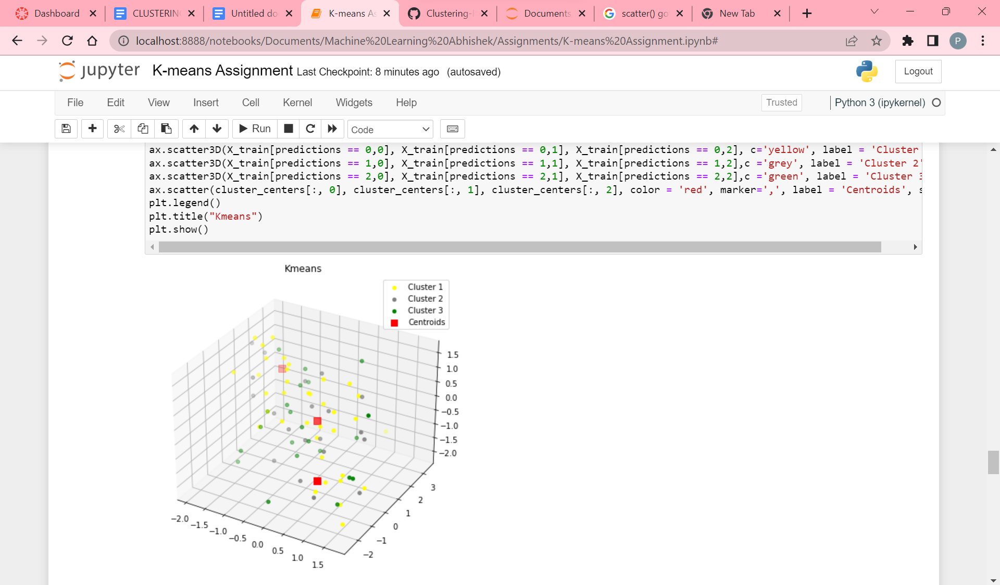 Dashboard
CLUSTERIN
Untitled do
K-means As
Clustering-
Documents
scatter() go
New Tab
localhost:8888/notebooks/Documents/Machine%20Learning%20Abhishek/Assignments/K-means%20Assignment.ipynb#
P
jupyter K-means Assignment Last Checkpoint: 8 minutes ago (autosaved)
Logout
File Edit View Insert Cell Kernel Widgets Help
Trusted
Python 3 (ipykernel)
Run
Code
ax.scatter3D(X_train[predictions == 0,0], X_train[predictions == 0,1], X_train[predictions == 0,2], c='yellow', label = 'Cluster
ax.scatter3D(X_train[predictions == 1,0], X_train[predictions == 1,1], X_train[predictions == 1,2],c ='grey', label = 'Cluster 2'
ax.scatter3D(X_train[predictions == 2,0], X_train[predictions == 2,1], X_train[predictions == 2,2],c ='green', label = 'Cluster 3
ax.scatter(cluster_centers[:, 0], cluster_centers[:, 1], cluster_centers[:, 2], color = 'red', marker=',', label = 'Centroids', s
plt.legend()
plt.title("Kmeans")
plt.show()
Kmeans
Cluster 1
Cluster 2
Cluster 3
Centroids
1.5
1.0
0.5
0.0
−0.5
−1.0
−1.5
−2.0
3
2
1
0
−1
−2
−2.0
−1.5
−1.0
−0.5
0.0
0.5
1.0
1.5